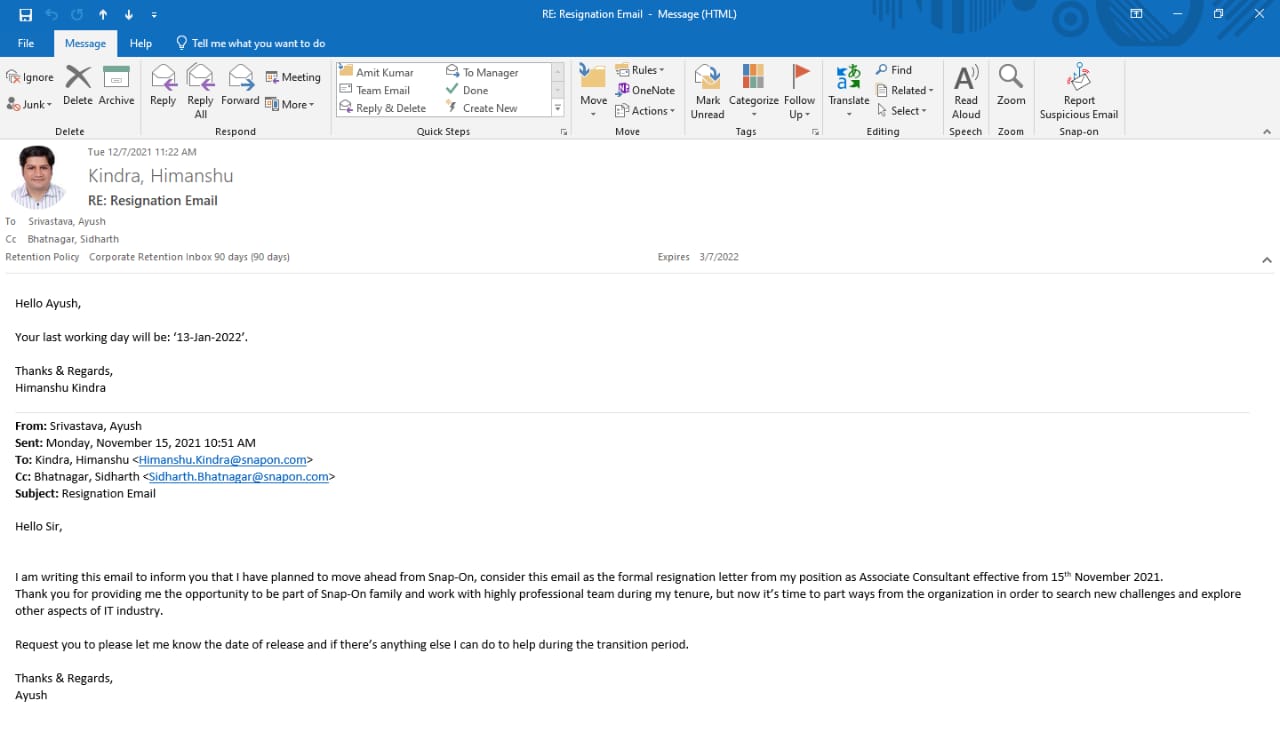 RE: Resignation Email - Message (HTML)
File Message Help Tell me what you want to do
Ignore
Junk
Delete
Archive
Reply
Reply All
Forward
Meeting
More
Amit Kumar
Team Email
Reply & Delete
To Manager
Done
Create New
Move
Rules
OneNote
Actions
Mark Unread
Categorize
Follow Up
Translate
Find
Related
Select
Read Aloud
Zoom
Report Suspicious Email
Delete Respond Quick Steps Move Tags Editing Speech Zoom Snap-on
Tue 12/7/2021 11:22 AM
Kindra, Himanshu
RE: Resignation Email
To Srivastava, Ayush
Cc Bhatnagar, Sidharth
Retention Policy Corporate Retention Inbox 90 days (90 days) Expires 3/7/2022
Hello Ayush,
Your last working day will be: ‘13-Jan-2022’.
Thanks & Regards,
Himanshu Kindra
From: Srivastava, Ayush
Sent: Monday, November 15, 2021 10:51 AM
To: Kindra, Himanshu <Himanshu.Kindra@snapon.com>
Cc: Bhatnagar, Sidharth <Sidharth.Bhatnagar@snapon.com>
Subject: Resignation Email
Hello Sir,
I am writing this email to inform you that I have planned to move ahead from Snap-On, consider this email as the formal resignation letter from my position as Associate Consultant effective from 15th November 2021.
Thank you for providing me the opportunity to be part of Snap-On family and work with highly professional team during my tenure, but now it’s time to part ways from the organization in order to search new challenges and explore
other aspects of IT industry.
Request you to please let me know the date of release and if there’s anything else I can do to help during the transition period.
Thanks & Regards,
Ayush